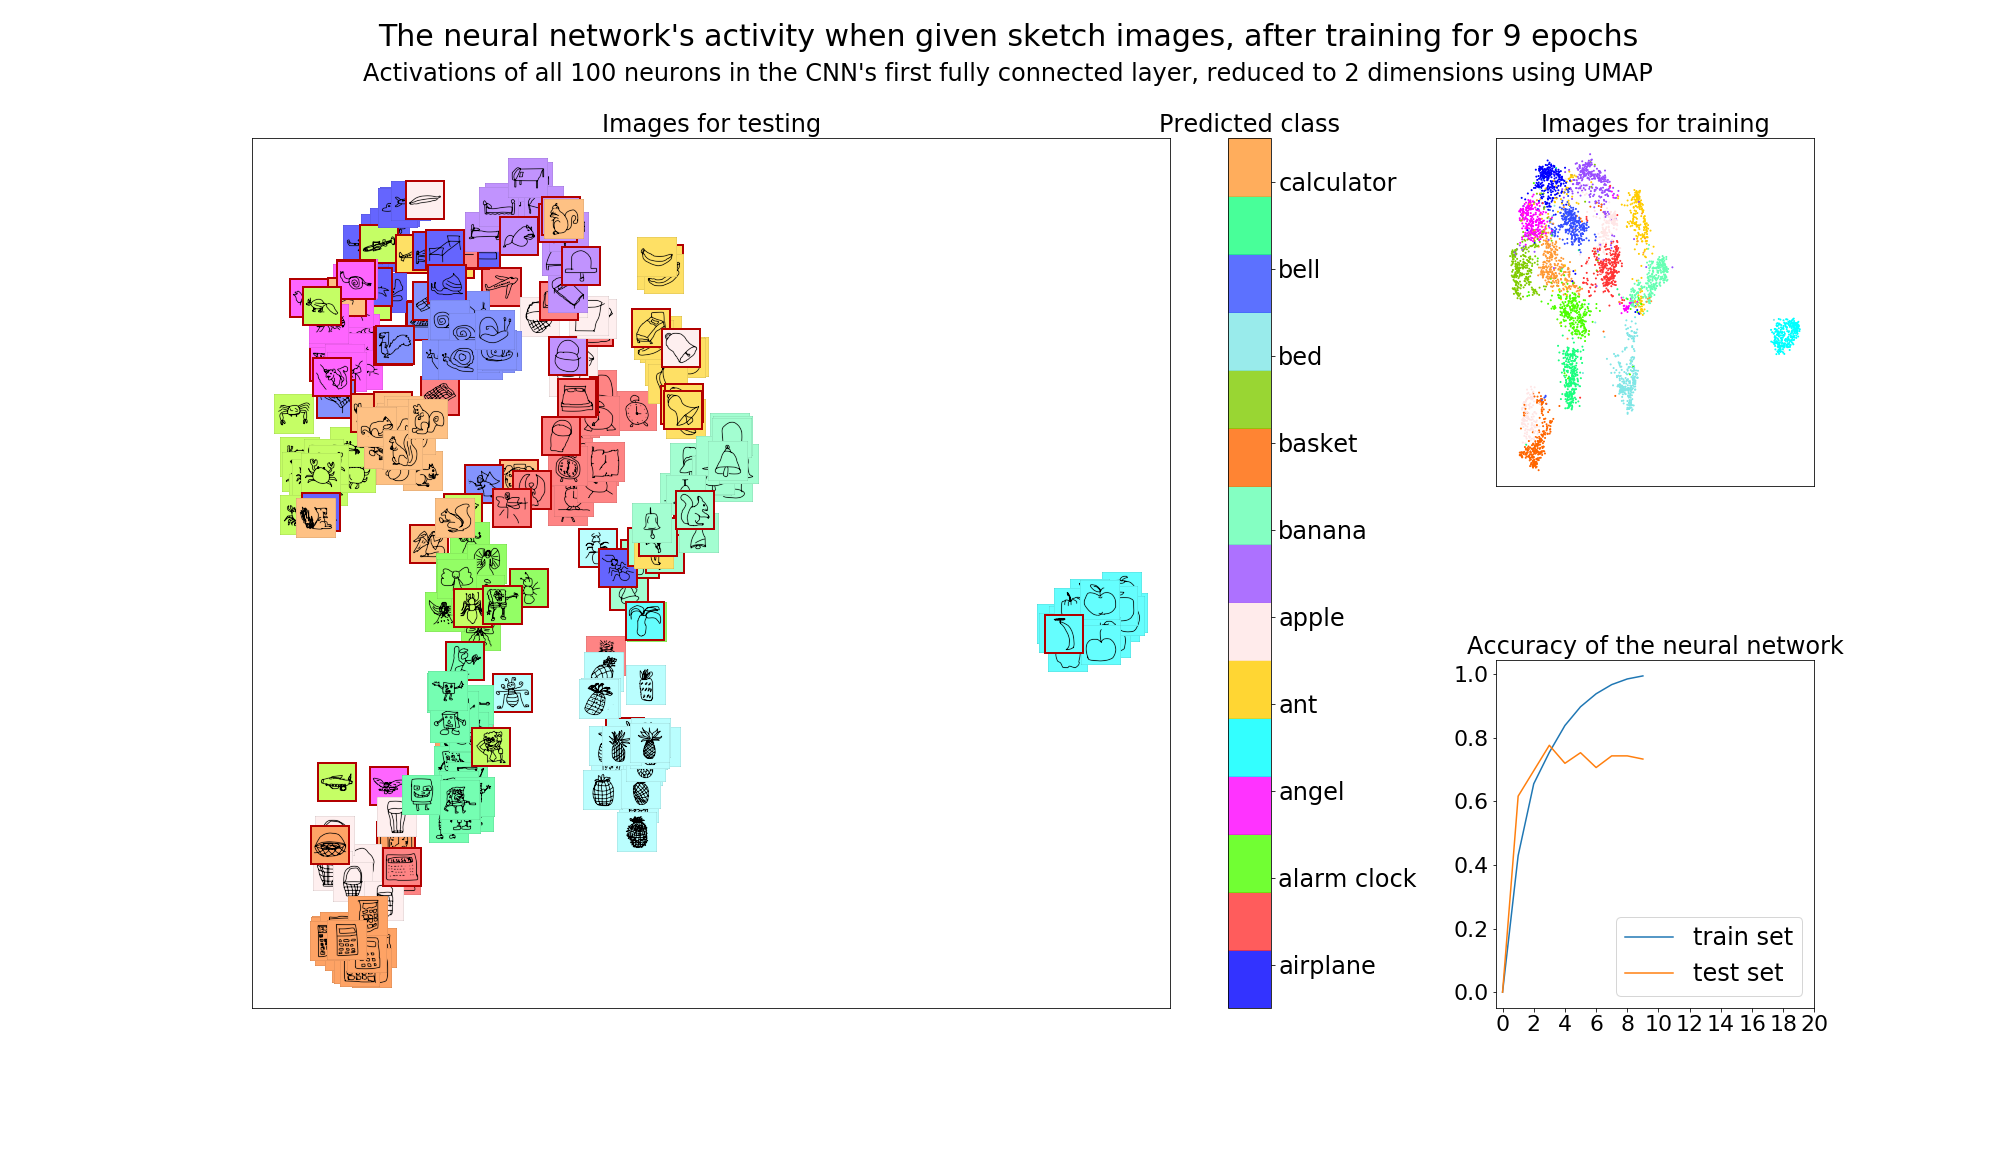 The neural network's activity when given sketch images, after training for 9 epochs
Activations of all 100 neurons in the CNN's first fully connected layer, reduced to 2 dimensions using UMAP
Images for testing
Predicted class
calculator
bell
bed
basket
banana
apple
ant
angel
alarm clock
airplane
Images for training
Accuracy of the neural network
1.0
0.8
0.6
0.4
0.2
0.0
train set
test set
0 2 4 6 8 10 12 14 16 18 20